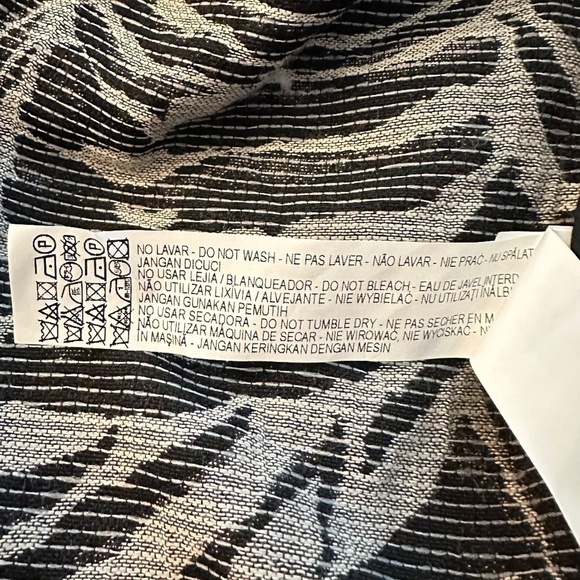 P
P
NO LAVAR - DO NOT WASH - NE PAS LAVER - NÃO LAVAR - NIE PRAĆ - NU SPĂLAT
JANGAN DICUCI
NO USAR LEJÍA / BLANQUEADOR - DO NOT BLEACH - EAU DE JAVEL INTERD
NÃO UTILIZAR LIXÍVIA / ALVEJANTE - NIE WYBIELAĆ - NU UTILIZAȚI ÎNALB
JANGAN GUNAKAN PEMUTIH
NO USAR SECADORA - DO NOT TUMBLE DRY - NE PAS SECHER EN M
NÃO UTILIZAR MÁQUINA DE SECAR - NIE WIROWAĆ, NIE WYCISKAĆ - N
IN MAȘINĂ - JANGAN KERINGKAN DENGAN MESIN